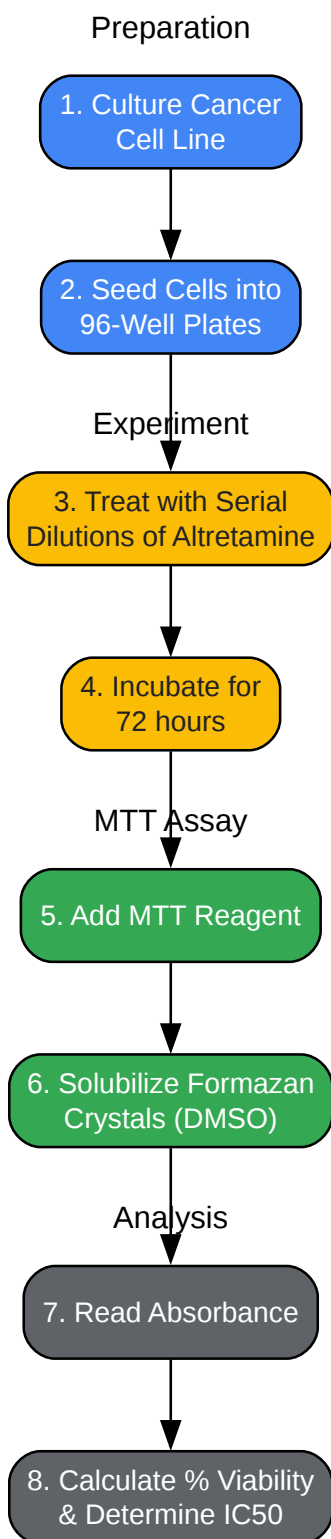 Preparation
1. Culture Cancer
Cell Line
2. Seed Cells into
96-Well Plates
Experiment
3. Treat with Serial
Dilutions of Altretamine
4. Incubate for
72 hours
MTT Assay
5. Add MTT Reagent
6. Solubilize Formazan
Crystals (DMSO)
Analysis
7. Read Absorbance
8. Calculate % Viability
& Determine IC50